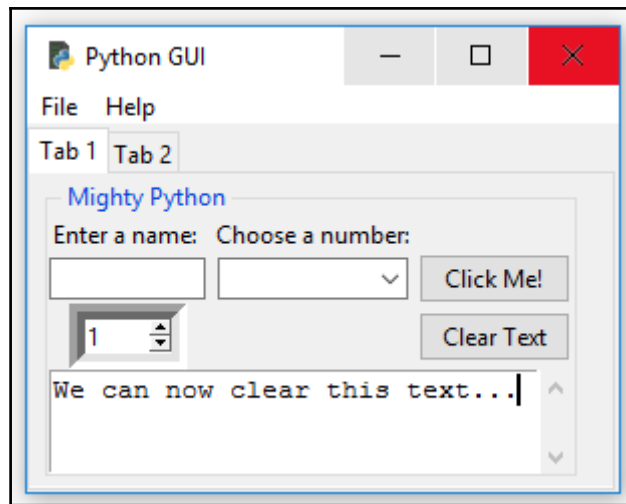 Python GUI
File Help
Tab 1 Tab 2
Mighty Python
Enter a name: Choose a number:
Click Me!
1 Clear Text
We can now clear this text...